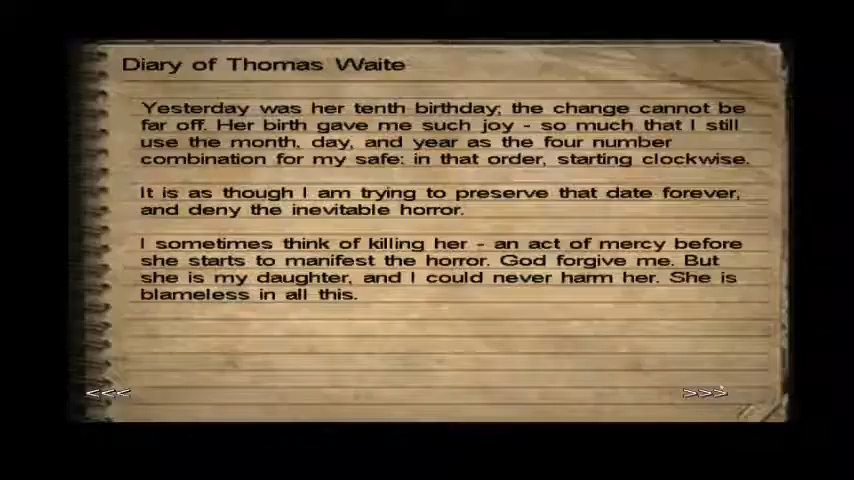 Diary of Thomas Waite
Yesterday was her tenth birthday; the change cannot be
far off. Her birth gave me such joy - so much that I still
use the month, day, and year as the four number
combination for my safe: in that order, starting clockwise.
It is as though I am trying to preserve that date forever,
and deny the inevitable horror.
I sometimes think of killing her - an act of mercy before
she starts to manifest the horror. God forgive me. But
she is my daughter, and I could never harm her. She is
blameless in all this.
<<< >>>